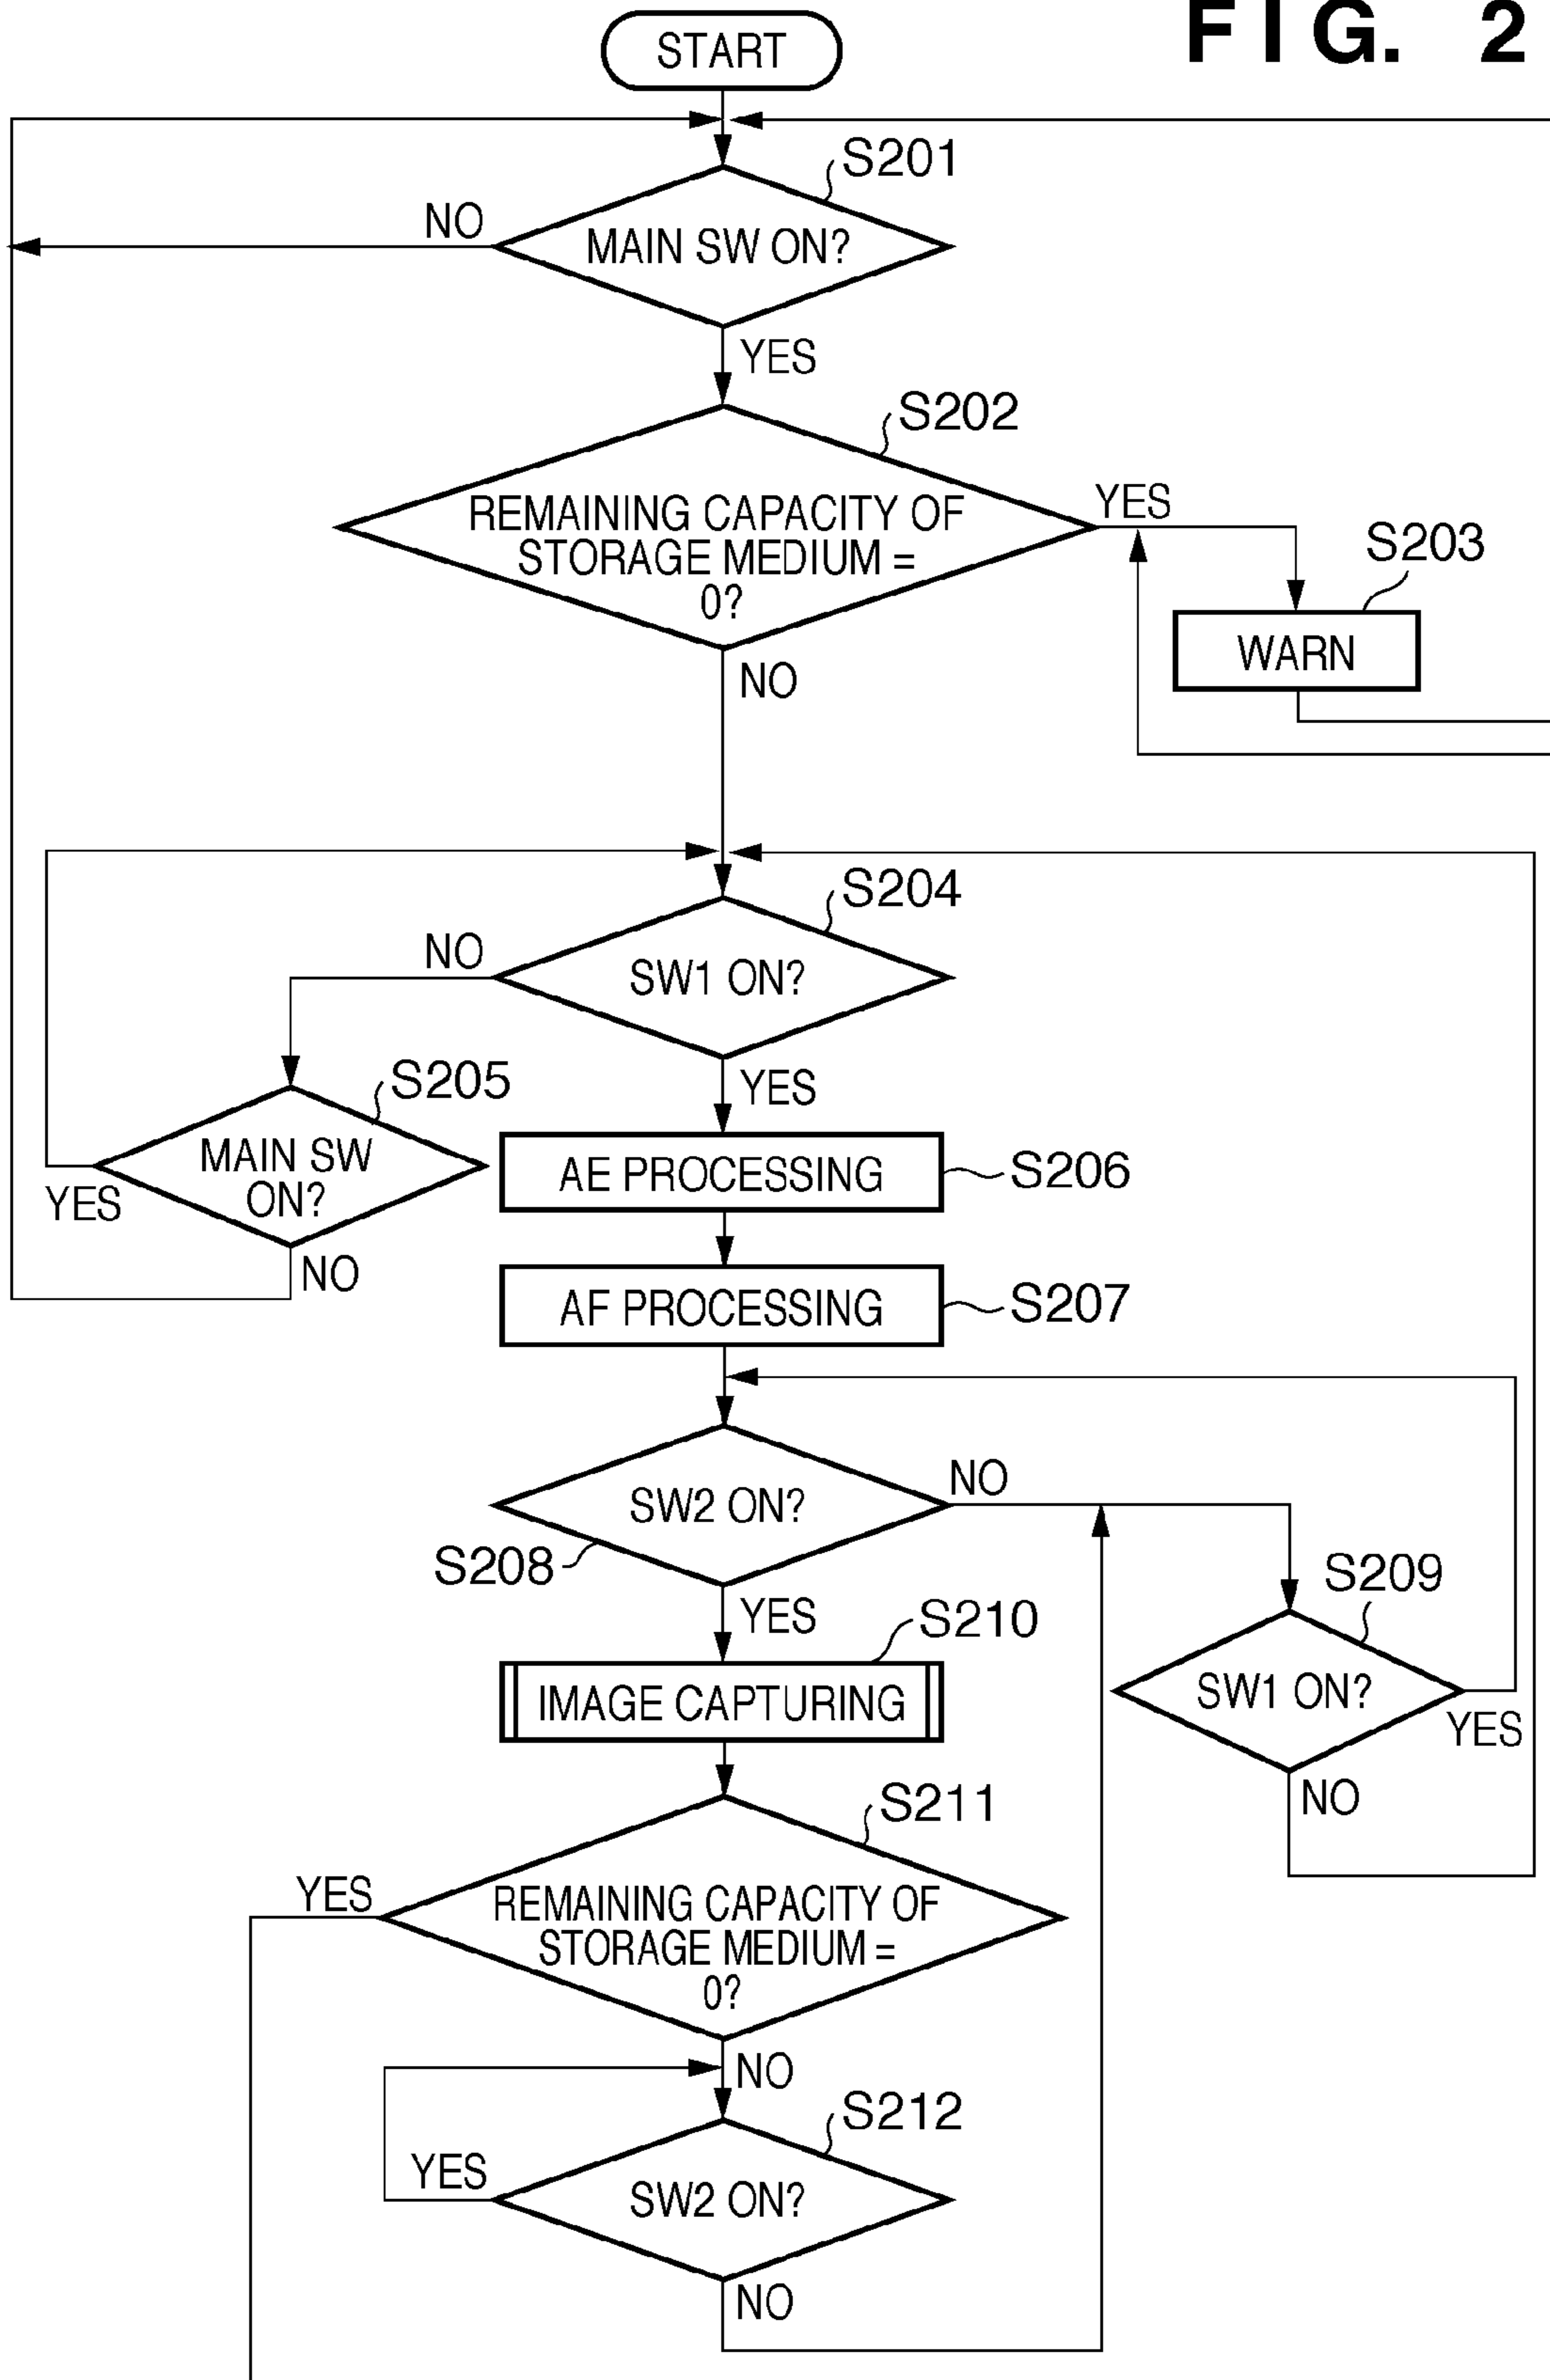 FIG. 2
START
S201
NO
MAIN SW ON?
YES
S202
REMAINING CAPACITY OF
STORAGE MEDIUM =
0?
YES
S203
WARN
NO
S204
NO
SW1 ON?
YES
S205
MAIN SW
ON?
YES
NO
AE PROCESSING
S206
AF PROCESSING
S207
SW2 ON?
NO
S208
YES
S209
SW1 ON?
YES
NO
S210
IMAGE CAPTURING
S211
YES
REMAINING CAPACITY OF
STORAGE MEDIUM =
0?
NO
S212
YES
SW2 ON?
NO